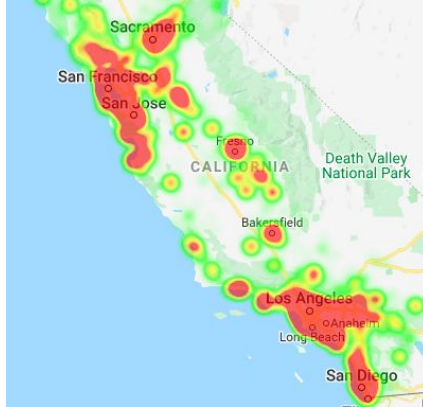 Sacramento
San Francisco
San Jose
Fresno
CALIFORNIA
Death Valley
National Park
Bakersfield
Los Angeles
Anaheim
Long Beach
San Diego